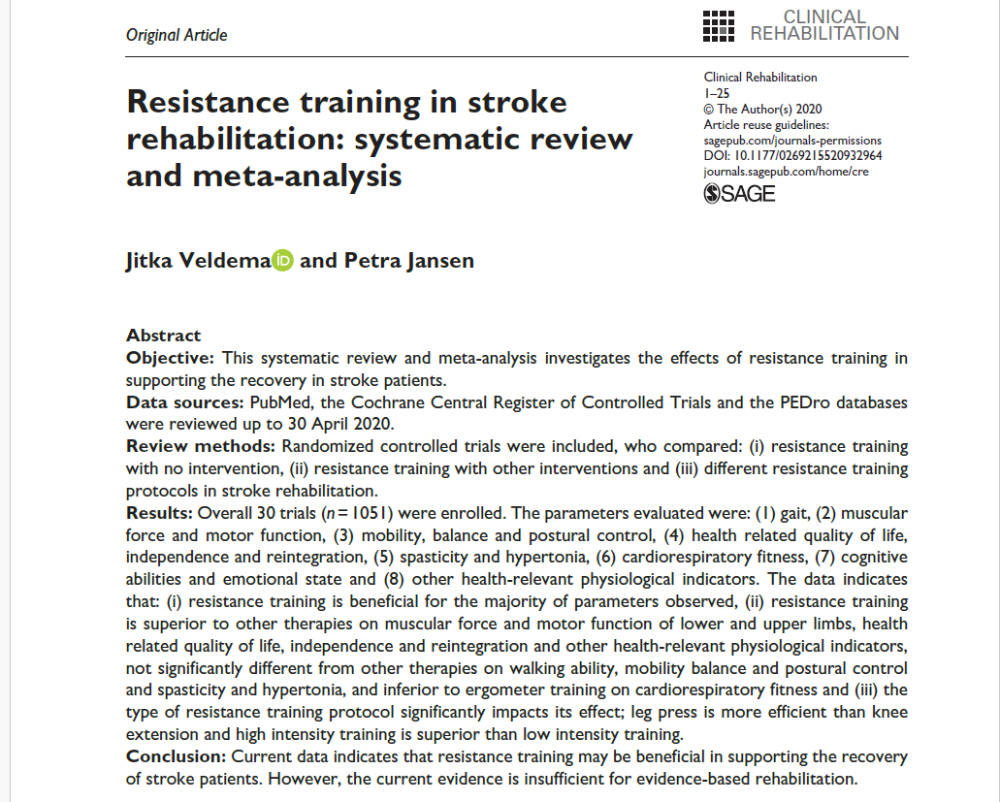 Original Article
CLINICAL
REHABILITATION
Resistance training in stroke
rehabilitation: systematic review
and meta-analysis
Clinical Rehabilitation
1–25
© The Author(s) 2020
Article reuse guidelines:
sagepub.com/journals-permissions
DOI: 10.1177/0269215520932964
journals.sagepub.com/home/cre
SAGE
Jitka Veldema iD and Petra Jansen
Abstract
Objective: This systematic review and meta-analysis investigates the effects of resistance training in
supporting the recovery in stroke patients.
Data sources: PubMed, the Cochrane Central Register of Controlled Trials and the PEDro databases
were reviewed up to 30 April 2020.
Review methods: Randomized controlled trials were included, who compared: (i) resistance training
with no intervention, (ii) resistance training with other interventions and (iii) different resistance training
protocols in stroke rehabilitation.
Results: Overall 30 trials (n = 1051) were enrolled. The parameters evaluated were: (1) gait, (2) muscular
force and motor function, (3) mobility, balance and postural control, (4) health related quality of life,
independence and reintegration, (5) spasticity and hypertonia, (6) cardiorespiratory fitness, (7) cognitive
abilities and emotional state and (8) other health-relevant physiological indicators. The data indicates
that: (i) resistance training is beneficial for the majority of parameters observed, (ii) resistance training
is superior to other therapies on muscular force and motor function of lower and upper limbs, health
related quality of life, independence and reintegration and other health-relevant physiological indicators,
not significantly different from other therapies on walking ability, mobility balance and postural control
and spasticity and hypertonia, and inferior to ergometer training on cardiorespiratory fitness and (iii) the
type of resistance training protocol significantly impacts its effect; leg press is more efficient than knee
extension and high intensity training is superior than low intensity training.
Conclusion: Current data indicates that resistance training may be beneficial in supporting the recovery
of stroke patients. However, the current evidence is insufficient for evidence-based rehabilitation.